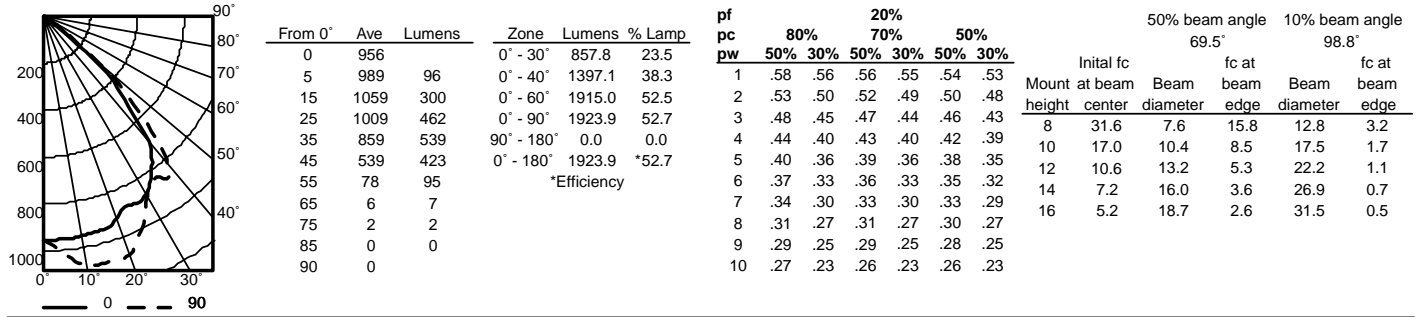 90˚
80˚
70˚
60˚
50˚
40˚
200
400
600
800
1000
0˚ 10˚ 20˚ 30˚
0 90
From 0˚ Ave Lumens
0 956
5 989 96
15 1059 300
25 1009 462
35 859 539
45 539 423
55 78 95
65 6 7
75 2 2
85 0 0
90 0
Zone Lumens % Lamp
0˚ - 30˚ 857.8 23.5
0˚ - 40˚ 1397.1 38.3
0˚ - 60˚ 1915.0 52.5
0˚ - 90˚ 1923.9 52.7
90˚ - 180˚ 0.0 0.0
0˚ - 180˚ 1923.9 *52.7
*Efficiency
pf 20%
pc 80% 70% 50%
pw 50% 30% 50% 30% 50% 30%
1 .58 .56 .56 .55 .54 .53
2 .53 .50 .52 .49 .50 .48
3 .48 .45 .47 .44 .46 .43
4 .44 .40 .43 .40 .42 .39
5 .40 .36 .39 .36 .38 .35
6 .37 .33 .36 .33 .35 .32
7 .34 .30 .33 .30 .33 .29
8 .31 .27 .31 .27 .30 .27
9 .29 .25 .29 .25 .28 .25
10 .27 .23 .26 .23 .26 .23
50% beam angle 10% beam angle
69.5˚ 98.8˚
Inital fc fc at fc at
Mount at beam Beam beam Beam beam
height center diameter edge diameter edge
8 31.6 7.6 15.8 12.8 3.2
10 17.0 10.4 8.5 17.5 1.7
12 10.6 13.2 5.3 22.2 1.1
14 7.2 16.0 3.6 26.9 0.7
16 5.2 18.7 2.6 31.5 0.5